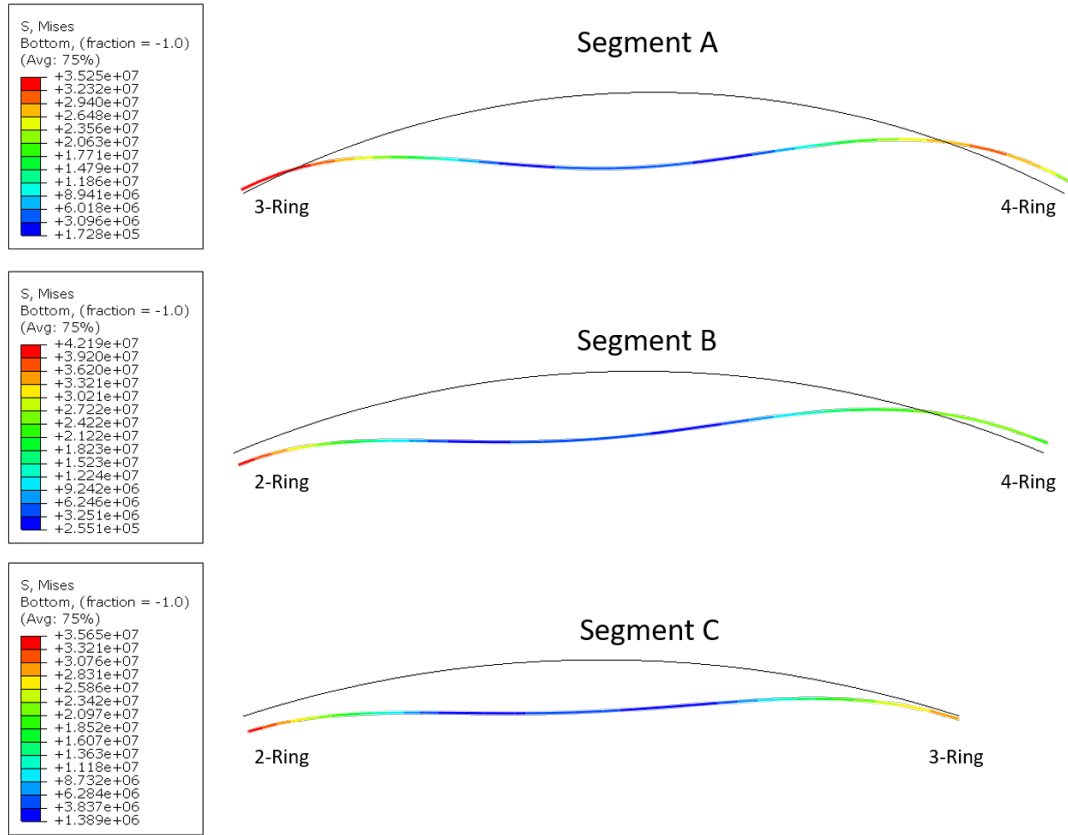 S, Mises
Bottom, (fraction = -1.0)
(Avg: 75%)
+3.525e+07
+3.232e+07
+2.940e+07
+2.648e+07
+2.356e+07
+2.063e+07
+1.771e+07
+1.479e+07
+1.186e+07
+8.941e+06
+6.018e+06
+3.096e+06
+1.728e+05
Segment A
3-Ring
4-Ring
S, Mises
Bottom, (fraction = -1.0)
(Avg: 75%)
+4.219e+07
+3.920e+07
+3.620e+07
+3.321e+07
+3.021e+07
+2.722e+07
+2.422e+07
+2.122e+07
+1.823e+07
+1.523e+07
+1.224e+07
+9.242e+06
+6.246e+06
+3.251e+06
+2.551e+05
Segment B
2-Ring
4-Ring
S, Mises
Bottom, (fraction = -1.0)
(Avg: 75%)
+3.565e+07
+3.321e+07
+3.076e+07
+2.831e+07
+2.586e+07
+2.342e+07
+2.097e+07
+1.852e+07
+1.607e+07
+1.363e+07
+1.118e+07
+8.732e+06
+6.284e+06
+3.837e+06
+1.389e+06
Segment C
2-Ring
3-Ring